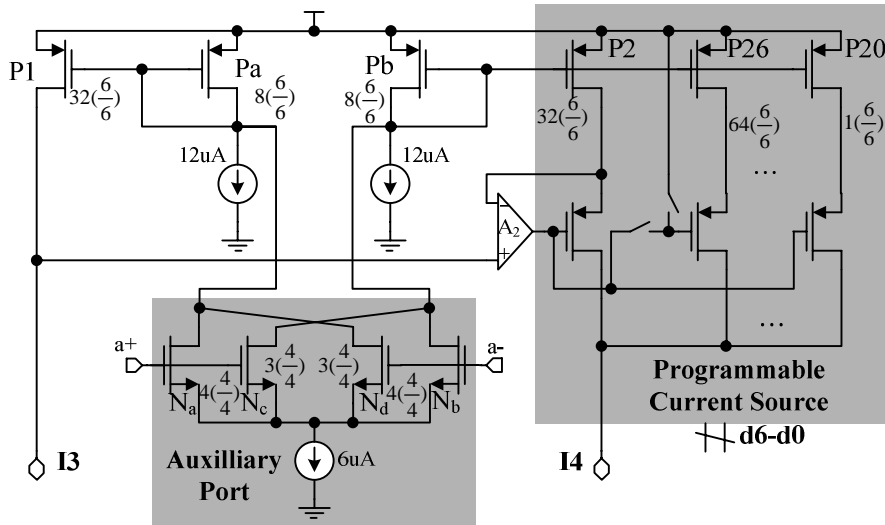 P1
Pa
Pb
P2
P26
P20
32(6/6)
8(6/6)
8(6/6)
32(6/6)
64(6/6)
1(6/6)
12uA
12uA
...
−
A2
+
a+
a-
3(4/4)
3(4/4)
4(4/4)
4(4/4)
Na
Nc
Nd
Nb
...
Programmable
Current Source
d6-d0
I3
Auxilliary
Port
6uA
I4